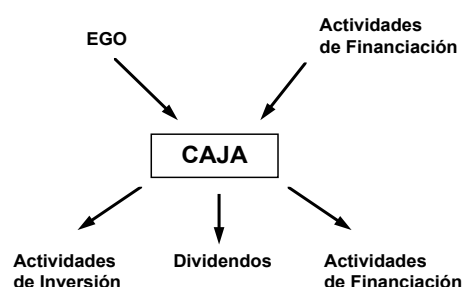 EGO
Actividades
de Financiación
CAJA
Actividades
de Inversión
Dividendos
Actividades
de Financiación